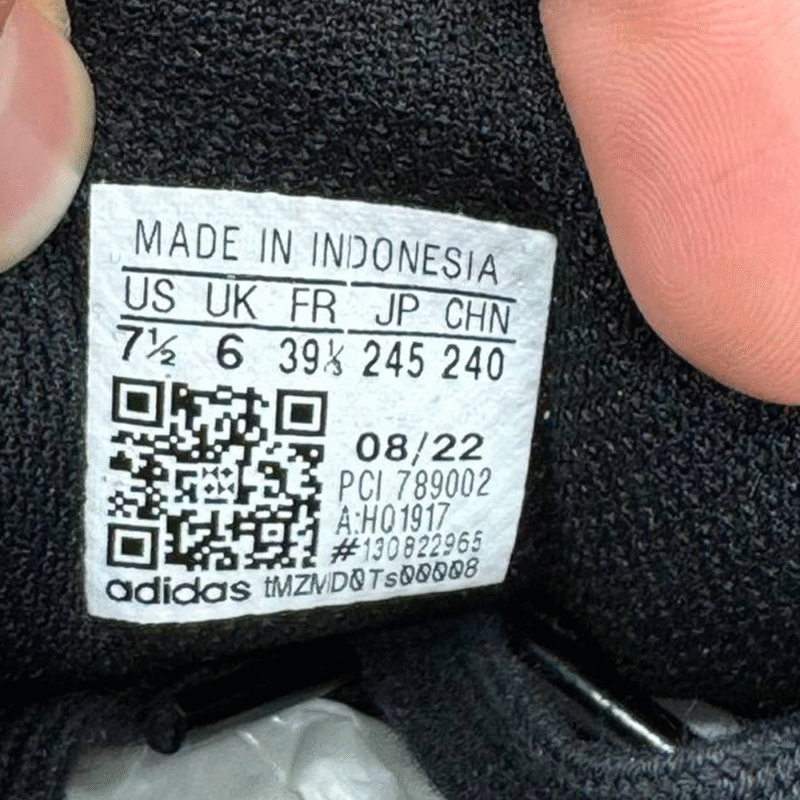 MADE IN INDONESIA
US UK FR JP CHN
7½ 6 39⅓ 245 240
08/22
PCI 789002
A:HQ1917
#130822965
adidas tMZMD0Ts00008